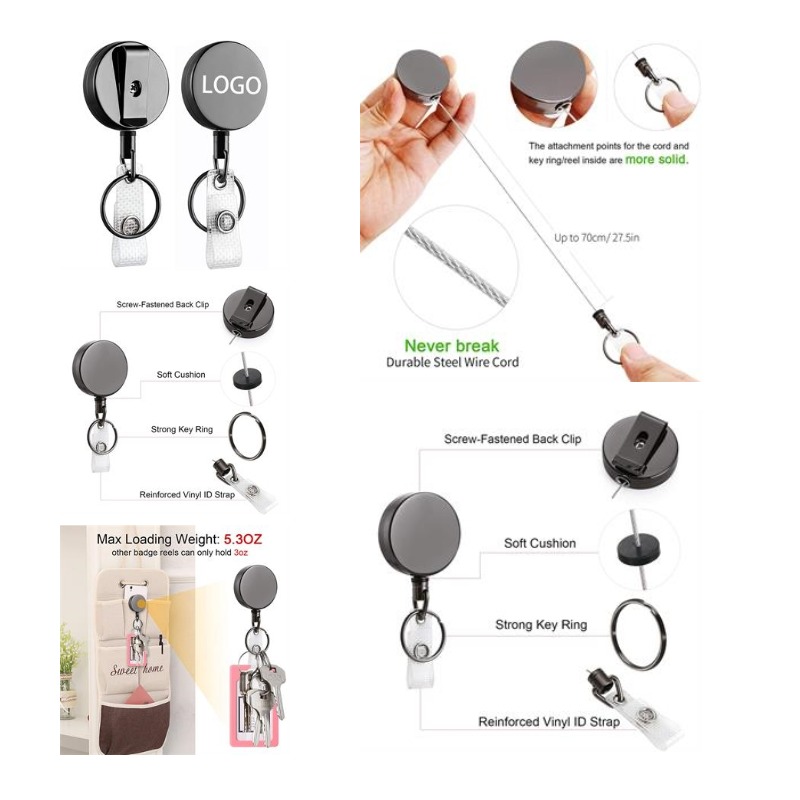 LOGO
The attachment points for the cord and
key ring/reel inside are more solid.
Up to 70cm/ 27.5in
Never break
Durable Steel Wire Cord
Screw-Fastened Back Clip
Soft Cushion
Strong Key Ring
Reinforced Vinyl ID Strap
Max Loading Weight: 5.3OZ
other badge reels can only hold 3oz
Sweet home
Screw-Fastened Back Clip
Soft Cushion
Strong Key Ring
Reinforced Vinyl ID Strap